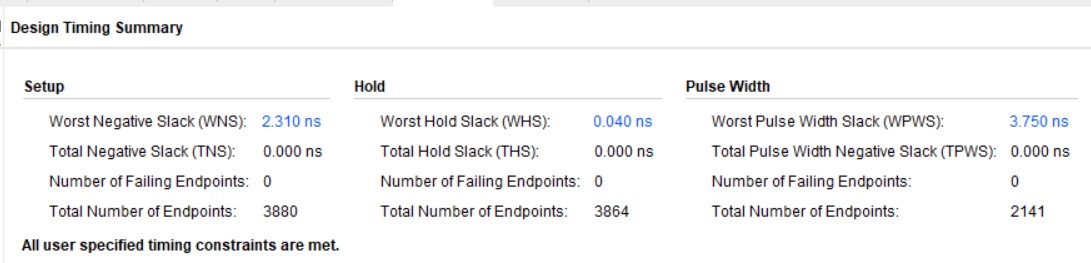 Design Timing Summary
Setup
Hold
Pulse Width
Worst Negative Slack (WNS): 2.310 ns
Worst Hold Slack (WHS): 0.040 ns
Worst Pulse Width Slack (WPWS): 3.750 ns
Total Negative Slack (TNS): 0.000 ns
Total Hold Slack (THS): 0.000 ns
Total Pulse Width Negative Slack (TPWS): 0.000 ns
Number of Failing Endpoints: 0
Number of Failing Endpoints: 0
Number of Failing Endpoints: 0
Total Number of Endpoints: 3880
Total Number of Endpoints: 3864
Total Number of Endpoints: 2141
All user specified timing constraints are met.